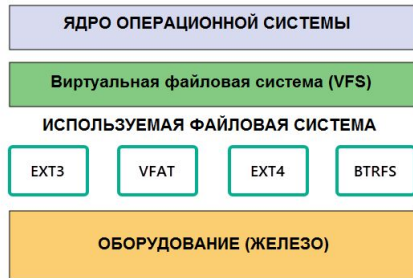 ЯДРО ОПЕРАЦИОННОЙ СИСТЕМЫ
Виртуальная файловая система (VFS)
ИСПОЛЬЗУЕМАЯ ФАЙЛОВАЯ СИСТЕМА
EXT3 VFAT EXT4 BTRFS
ОБОРУДОВАНИЕ (ЖЕЛЕЗО)